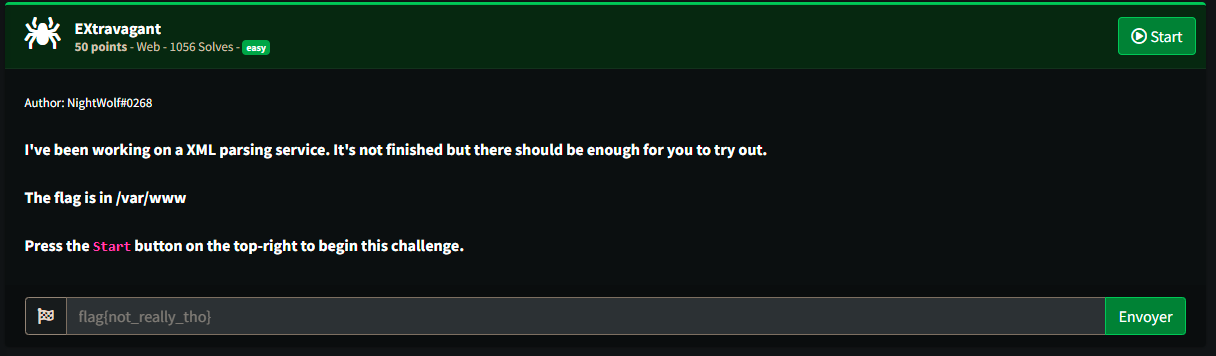 EXtravagant
50 points - Web - 1056 Solves - easy
Start
Author: NightWolf#0268
I've been working on a XML parsing service. It's not finished but there should be enough for you to try out.
The flag is in /var/www
Press the Start button on the top-right to begin this challenge.
flag{not_really_tho}
Envoyer